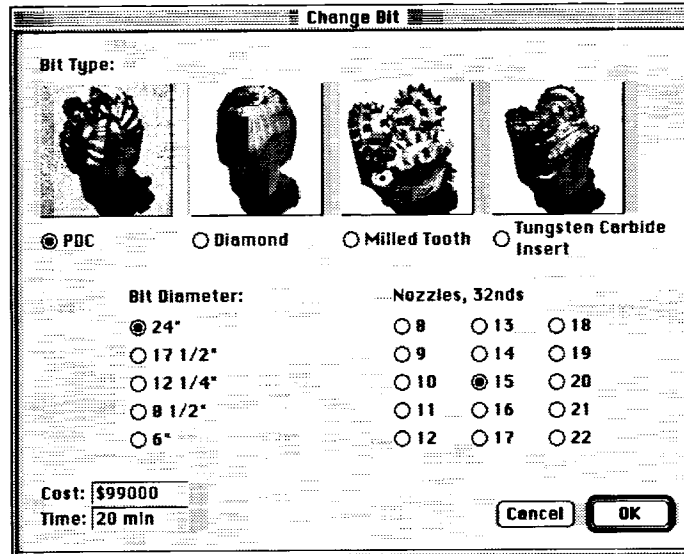 Change Bit
Bit Type:
PDC
Diamond
Milled Tooth
Tungsten Carbide
Insert
Bit Diameter:
24"
17 1/2"
12 1/4"
8 1/2"
6"
Nozzles, 32nds
8 13 18
9 14 19
10 15 20
11 16 21
12 17 22
Cost: $99000
Time: 20 min
Cancel OK